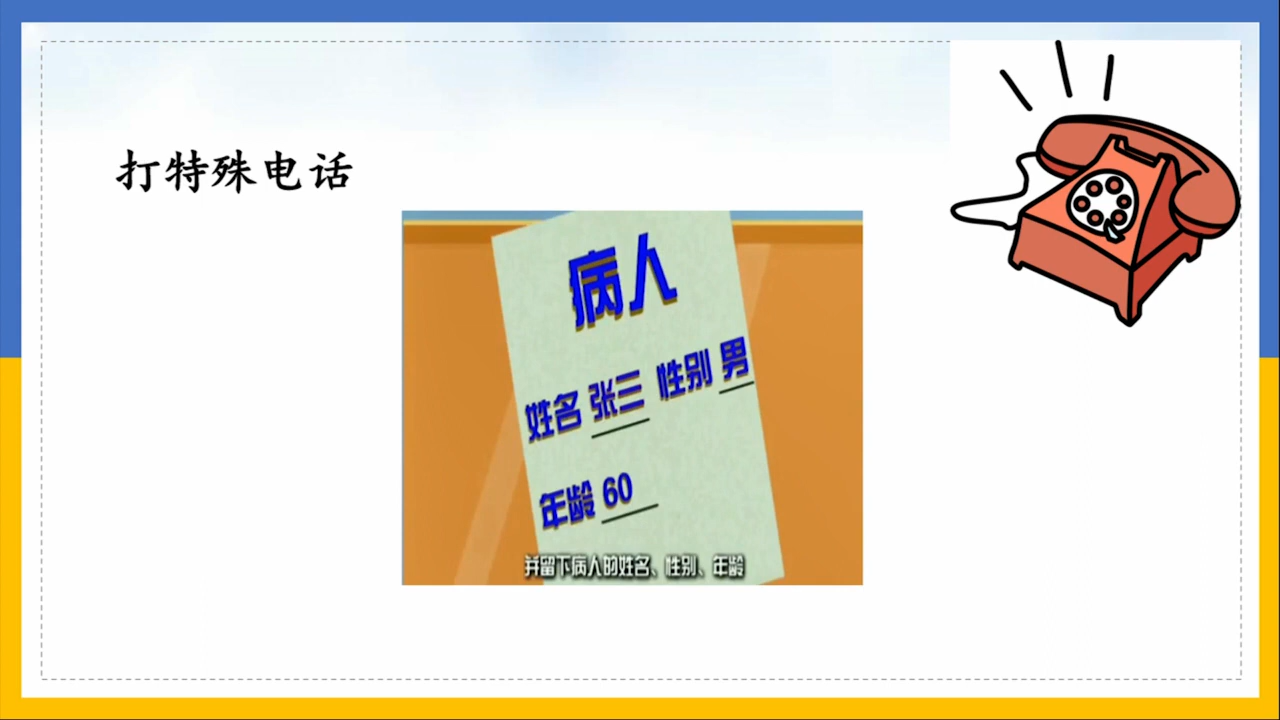 打特殊电话
病人
姓名 张三 性别 男
年龄 60
并留下病人的姓名、性别、年龄